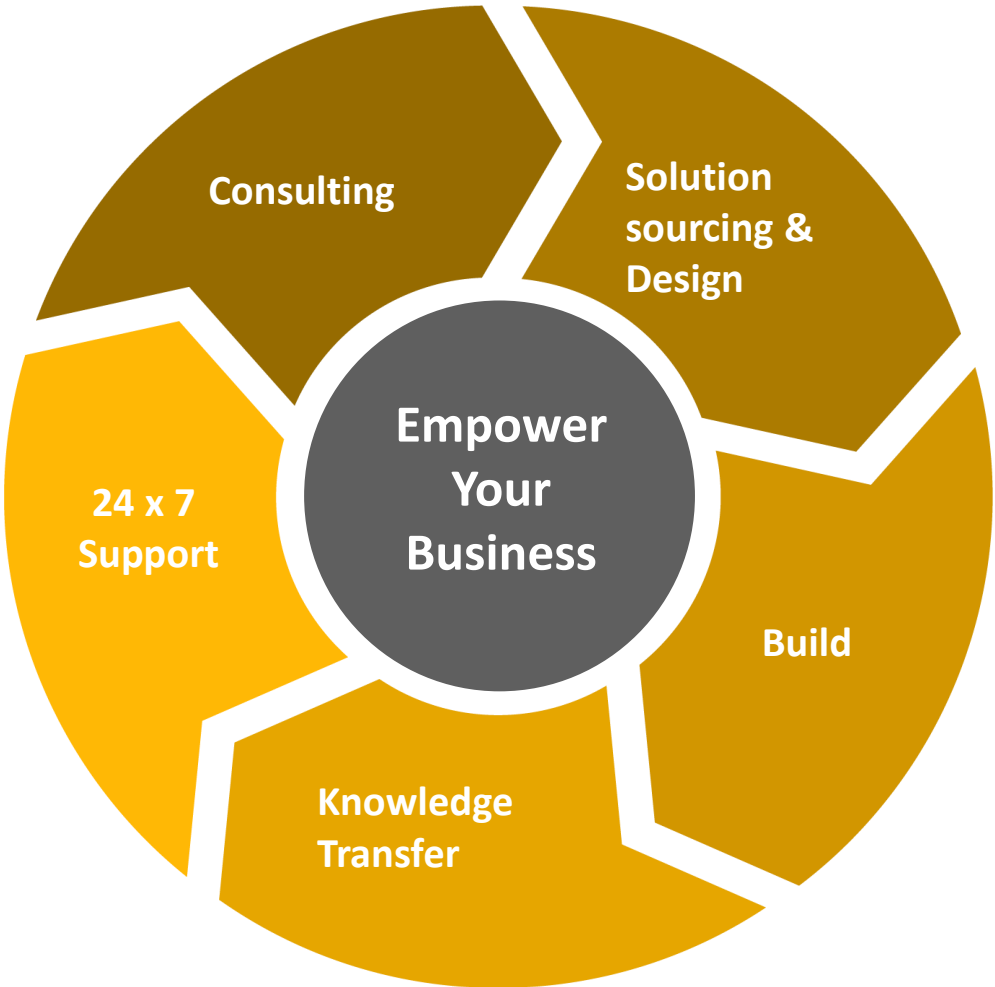 Consulting
Solution
sourcing &
Design
Empower
Your
Business
24 x 7
Support
Build
Knowledge
Transfer